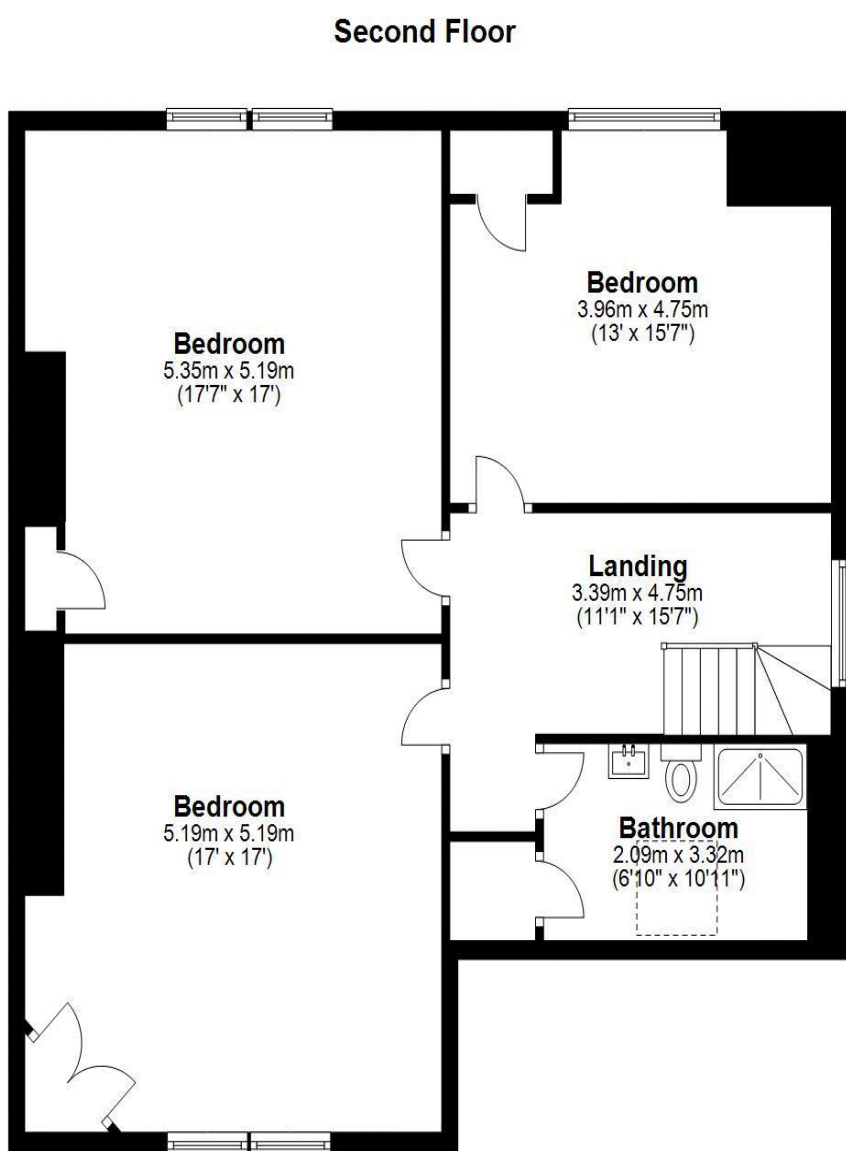 Second Floor
Bedroom
5.35m x 5.19m
(17'7" x 17')
Bedroom
3.96m x 4.75m
(13' x 15'7")
Landing
3.39m x 4.75m
(11'1" x 15'7")
Bedroom
5.19m x 5.19m
(17' x 17')
Bathroom
2.09m x 3.32m
(6'10" x 10'11")